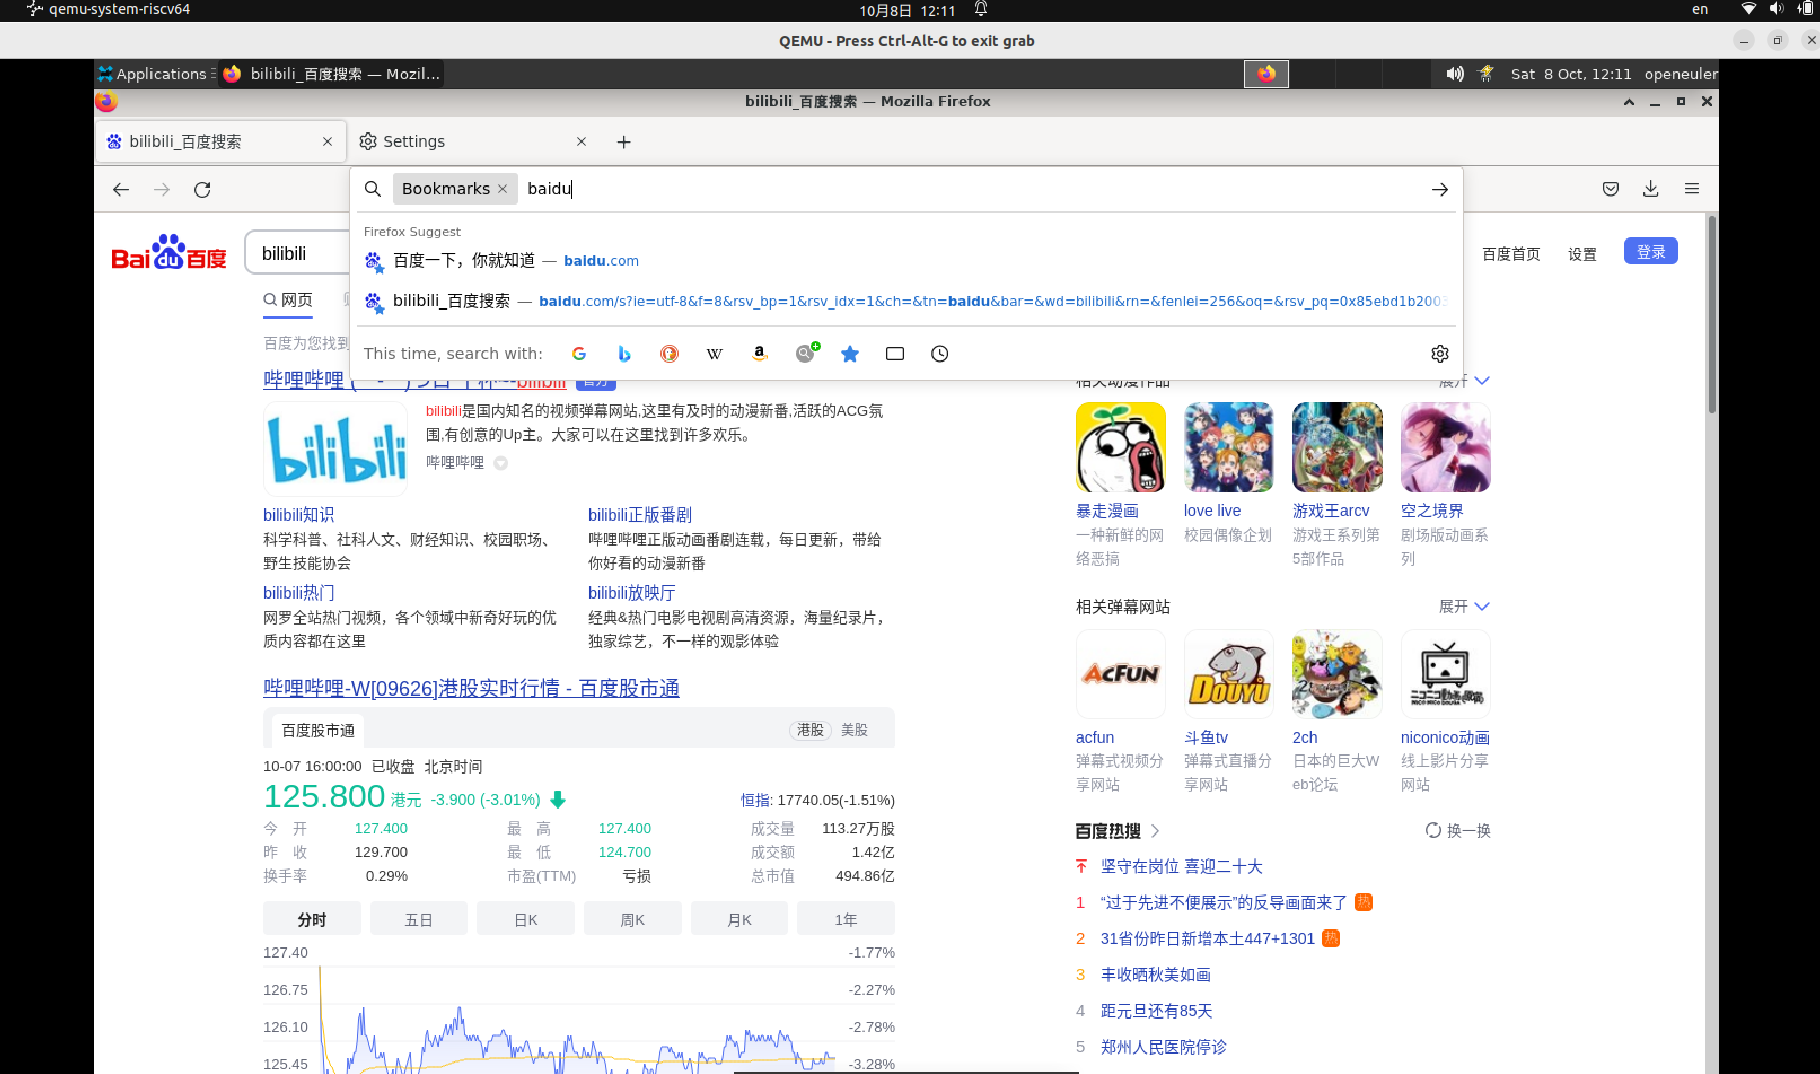 qemu-system-riscv64
10月8日 12:11
en
QEMU - Press Ctrl-Alt-G to exit grab
Applications
bilibili_百度搜索 — Mozil...
Sat 8 Oct, 12:11
openeuler
bilibili_百度搜索 — Mozilla Firefox
bilibili_百度搜索
Settings
Bookmarks
baidu
Firefox Suggest
百度一下，你就知道 — baidu.com
bilibili_百度搜索 — baidu.com/s?ie=utf-8&f=8&rsv_bp=1&rsv_idx=1&ch=&tn=baidu&bar=&wd=bilibili&rn=&fenlei=256&oq=&rsv_pq=0x85ebd1b2003
This time, search with:
Bai du 百度
bilibili
百度首页
设置
登录
网页
百度为您找到
bilibili
官方
bilibili
bilibili是国内知名的视频弹幕网站,这里有及时的动漫新番,活跃的ACG氛
围,有创意的Up主。大家可以在这里找到许多欢乐。
哔哩哔哩
bilibili知识
科学科普、社科人文、财经知识、校园职场、
野生技能协会
bilibili正版番剧
哔哩哔哩正版动画番剧连载，每日更新，带给
你好看的动漫新番
bilibili热门
网罗全站热门视频，各个领域中新奇好玩的优
质内容都在这里
bilibili放映厅
经典&热门电影电视剧高清资源，海量纪录片，
独家综艺，不一样的观影体验
哔哩哔哩-W[09626]港股实时行情 - 百度股市通
百度股市通
港股
美股
10-07 16:00:00 已收盘 北京时间
125.800 港元 -3.900 (-3.01%)
恒指: 17740.05(-1.51%)
今 开 127.400
最 高 127.400
成交量 113.27万股
昨 收 129.700
最 低 124.700
成交额 1.42亿
换手率 0.29%
市盈(TTM) 亏损
总市值 494.86亿
分时
五日
日K
周K
月K
1年
127.40
-1.77%
126.75
-2.27%
126.10
-2.78%
125.45
-3.28%
相关动漫作品
展开
暴走漫画
一种新鲜的网
络恶搞
love live
校园偶像企划
游戏王arcv
游戏王系列第
5部作品
空之境界
剧场版动画系
列
相关弹幕网站
展开
ACFUN
DOUYU
acfun
弹幕式视频分
享网站
斗鱼tv
弹幕式直播分
享网站
2ch
日本的巨大W
eb论坛
niconico动画
线上影片分享
网站
百度热搜
换一换
坚守在岗位 喜迎二十大
1 “过于先进不便展示”的反导画面来了 热
2 31省份昨日新增本土447+1301 热
3 丰收晒秋美如画
4 距元旦还有85天
5 郑州人民医院停诊